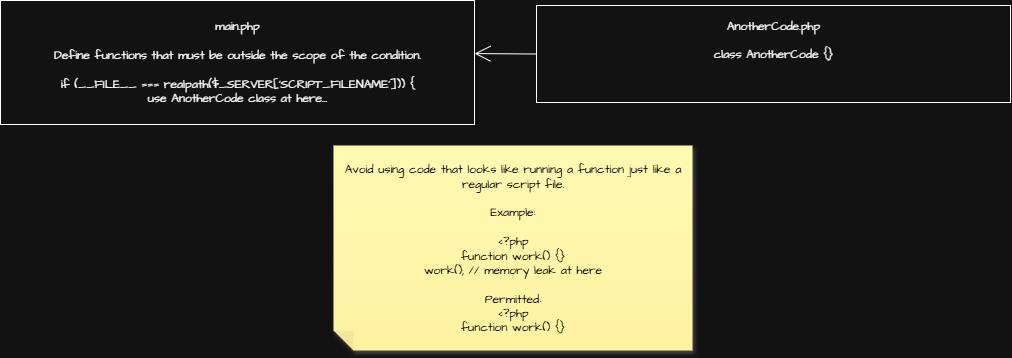 main.php
Define functions that must be outside the scope of the condition.
if (__FILE__ === realpath($_SERVER['SCRIPT_FILENAME'])) {
use AnotherCode class at here...
AnotherCode.php
class AnotherCode {}
Avoid using code that looks like running a function just like a
regular script file.
Example:
<?php
function work() {}
work(); // memory leak at here
Permitted:
<?php
function work() {}